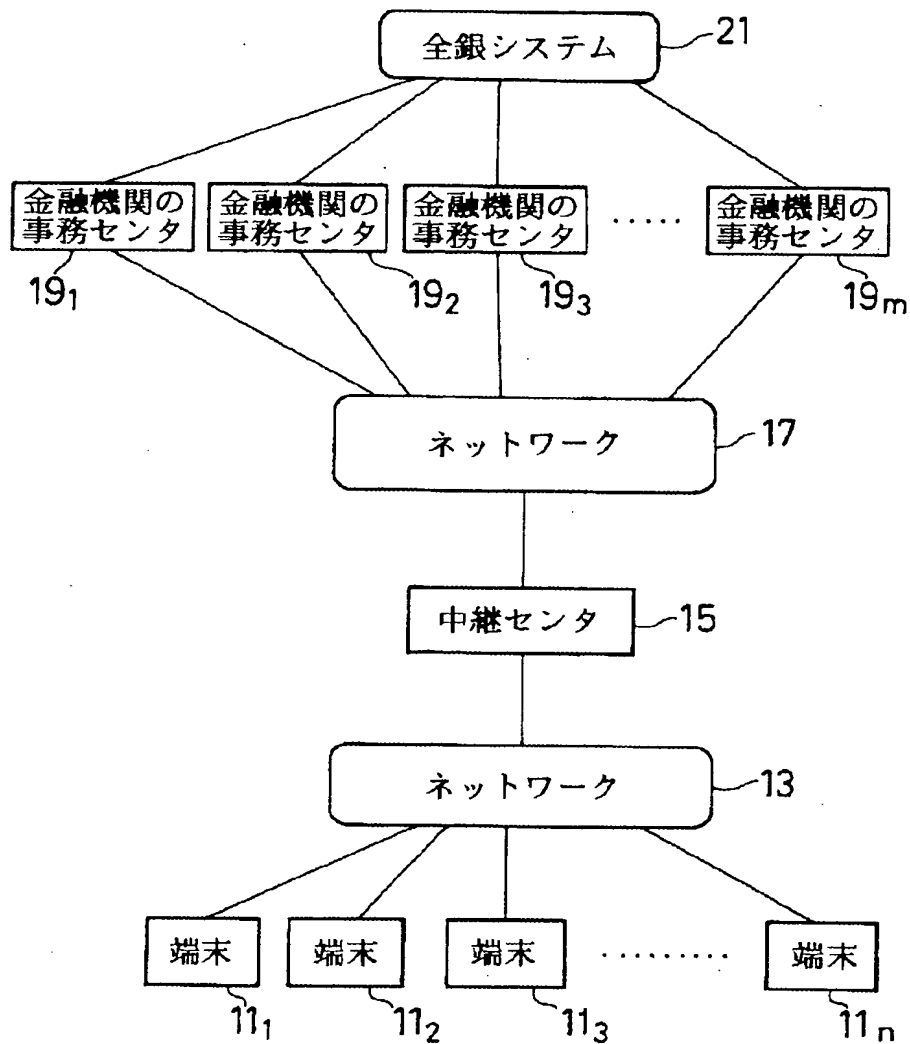 全銀システム
21
金融機関の
事務センタ
金融機関の
事務センタ
金融機関の
事務センタ
‥‥‥
金融機関の
事務センタ
19₁
19₂
19₃
19ₘ
ネットワーク
17
中継センタ
15
ネットワーク
13
端末
端末
端末
‥‥‥‥
端末
11₁
11₂
11₃
11ₙ